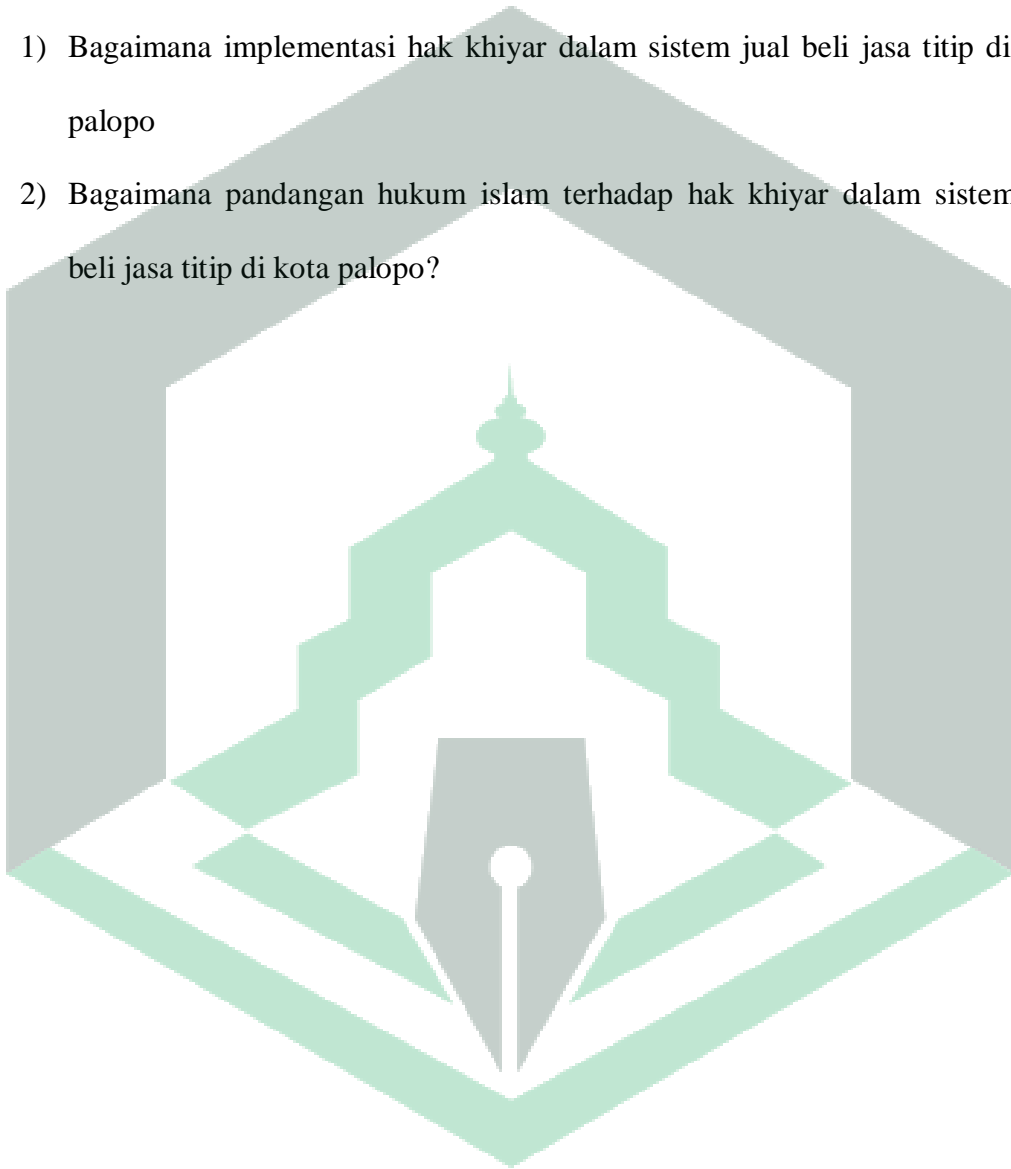 1) Bagaimana implementasi hak khiyar dalam sistem jual beli jasa titip di
palopo
2) Bagaimana pandangan hukum islam terhadap hak khiyar dalam sistem
beli jasa titip di kota palopo?